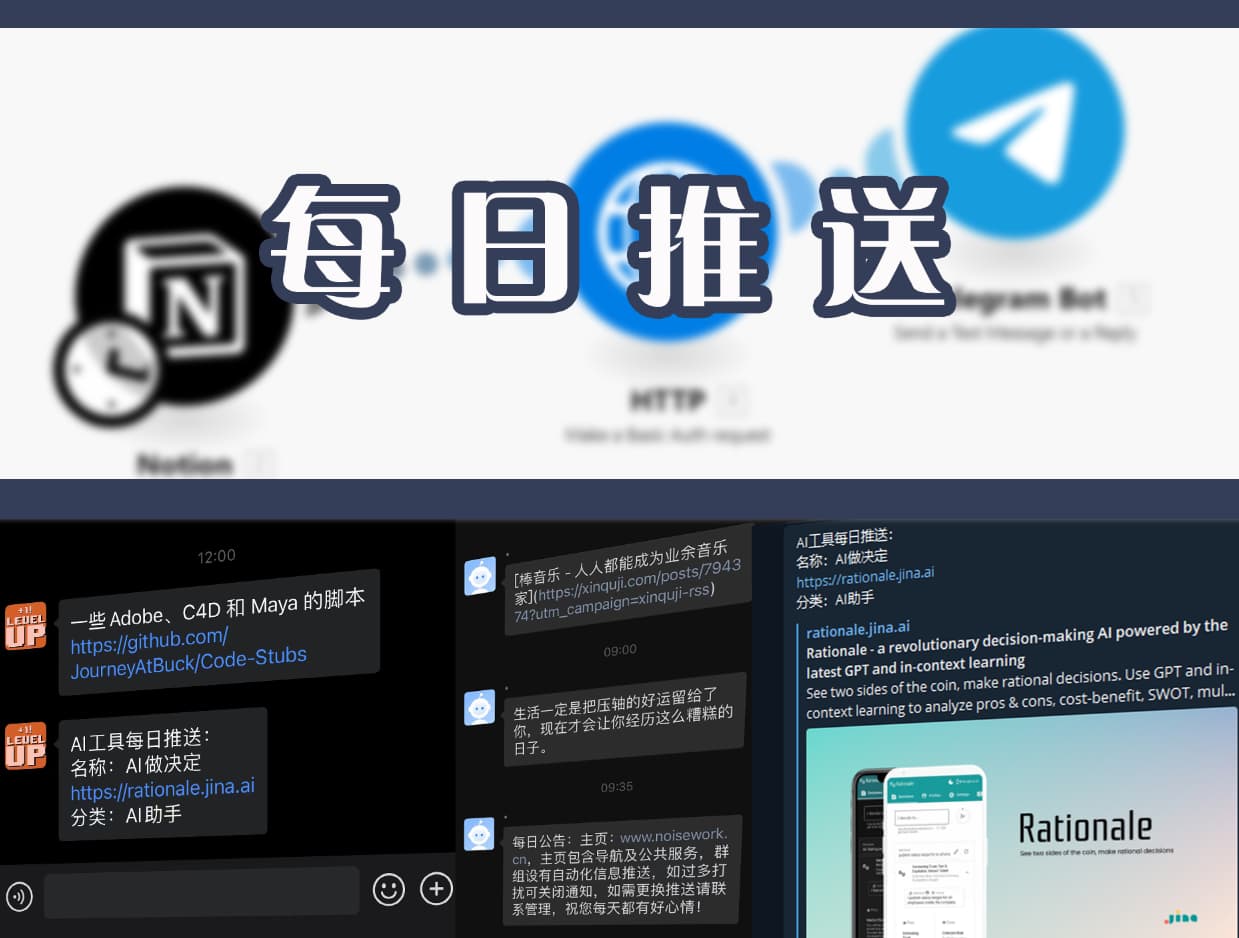 每日推送
N
legram Bot
Send a Text Message or a Reply
HTTP
Make a Basic Auth request
Notion
12:00
+1!
LEVEL
UP
一些 Adobe、C4D 和 Maya 的脚本
https://github.com/
JourneyAtBuck/Code-Stubs
+1!
LEVEL
UP
AI工具每日推送：
名称：AI做决定
https://rationale.jina.ai
分类：AI助手
[棒音乐 - 人人都能成为业余音乐
家](https://xinquji.com/posts/7943
74?utm_campaign=xinquji-rss)
09:00
生活一定是把压轴的好运留给了
你，现在才会让你经历这么糟糕的
日子。
09:35
每日公告：主页：www.noisework.
cn，主页包含导航及公共服务，群
组设有自动化信息推送，如过多打
扰可关闭通知，如需更换推送请联
系管理，祝您每天都有好心情！
AI工具每日推送：
名称：AI做决定
https://rationale.jina.ai
分类：AI助手
rationale.jina.ai
Rationale - a revolutionary decision-making AI powered by the
latest GPT and in-context learning
See two sides of the coin, make rational decisions. Use GPT and in-
context learning to analyze pros & cons, cost-benefit, SWOT, mul...
Rationale
See two sides of the coin, make rational decisions
jina